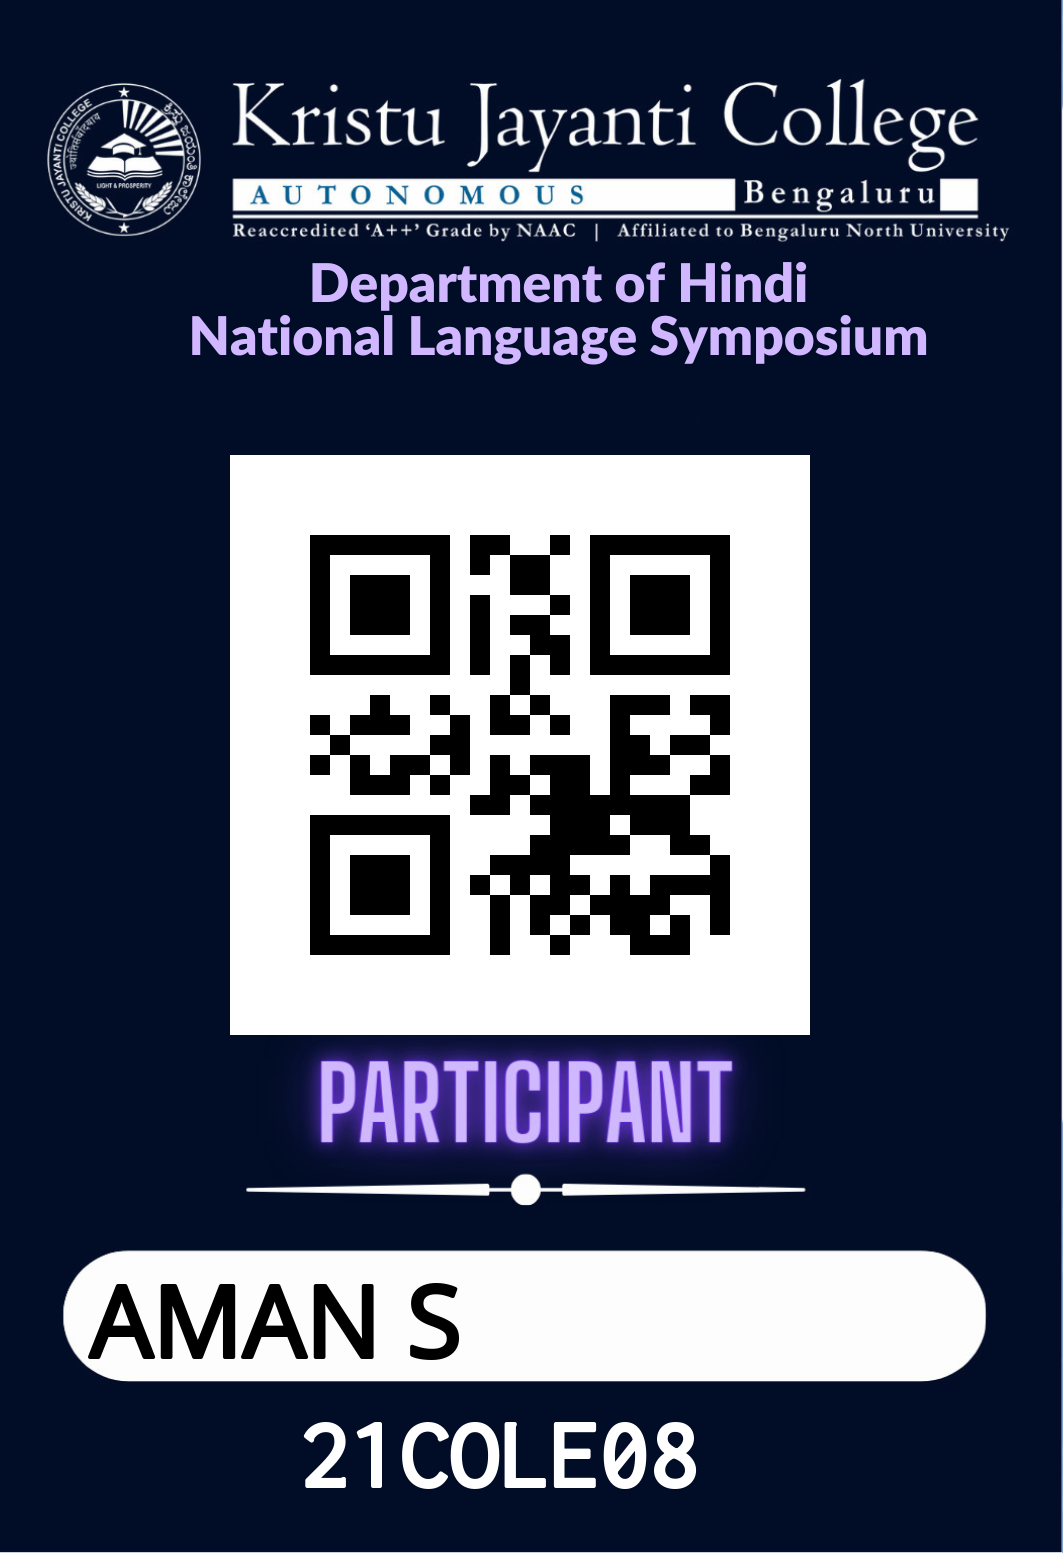 KRISTU JAYANTI COLLEGE
LIGHT & PROSPERITY
Kristu Jayanti College
AUTONOMOUS Bengaluru
Reaccredited ‘A++’ Grade by NAAC | Affiliated to Bengaluru North University
Department of Hindi
National Language Symposium
PARTICIPANT
AMAN S
21COLE08